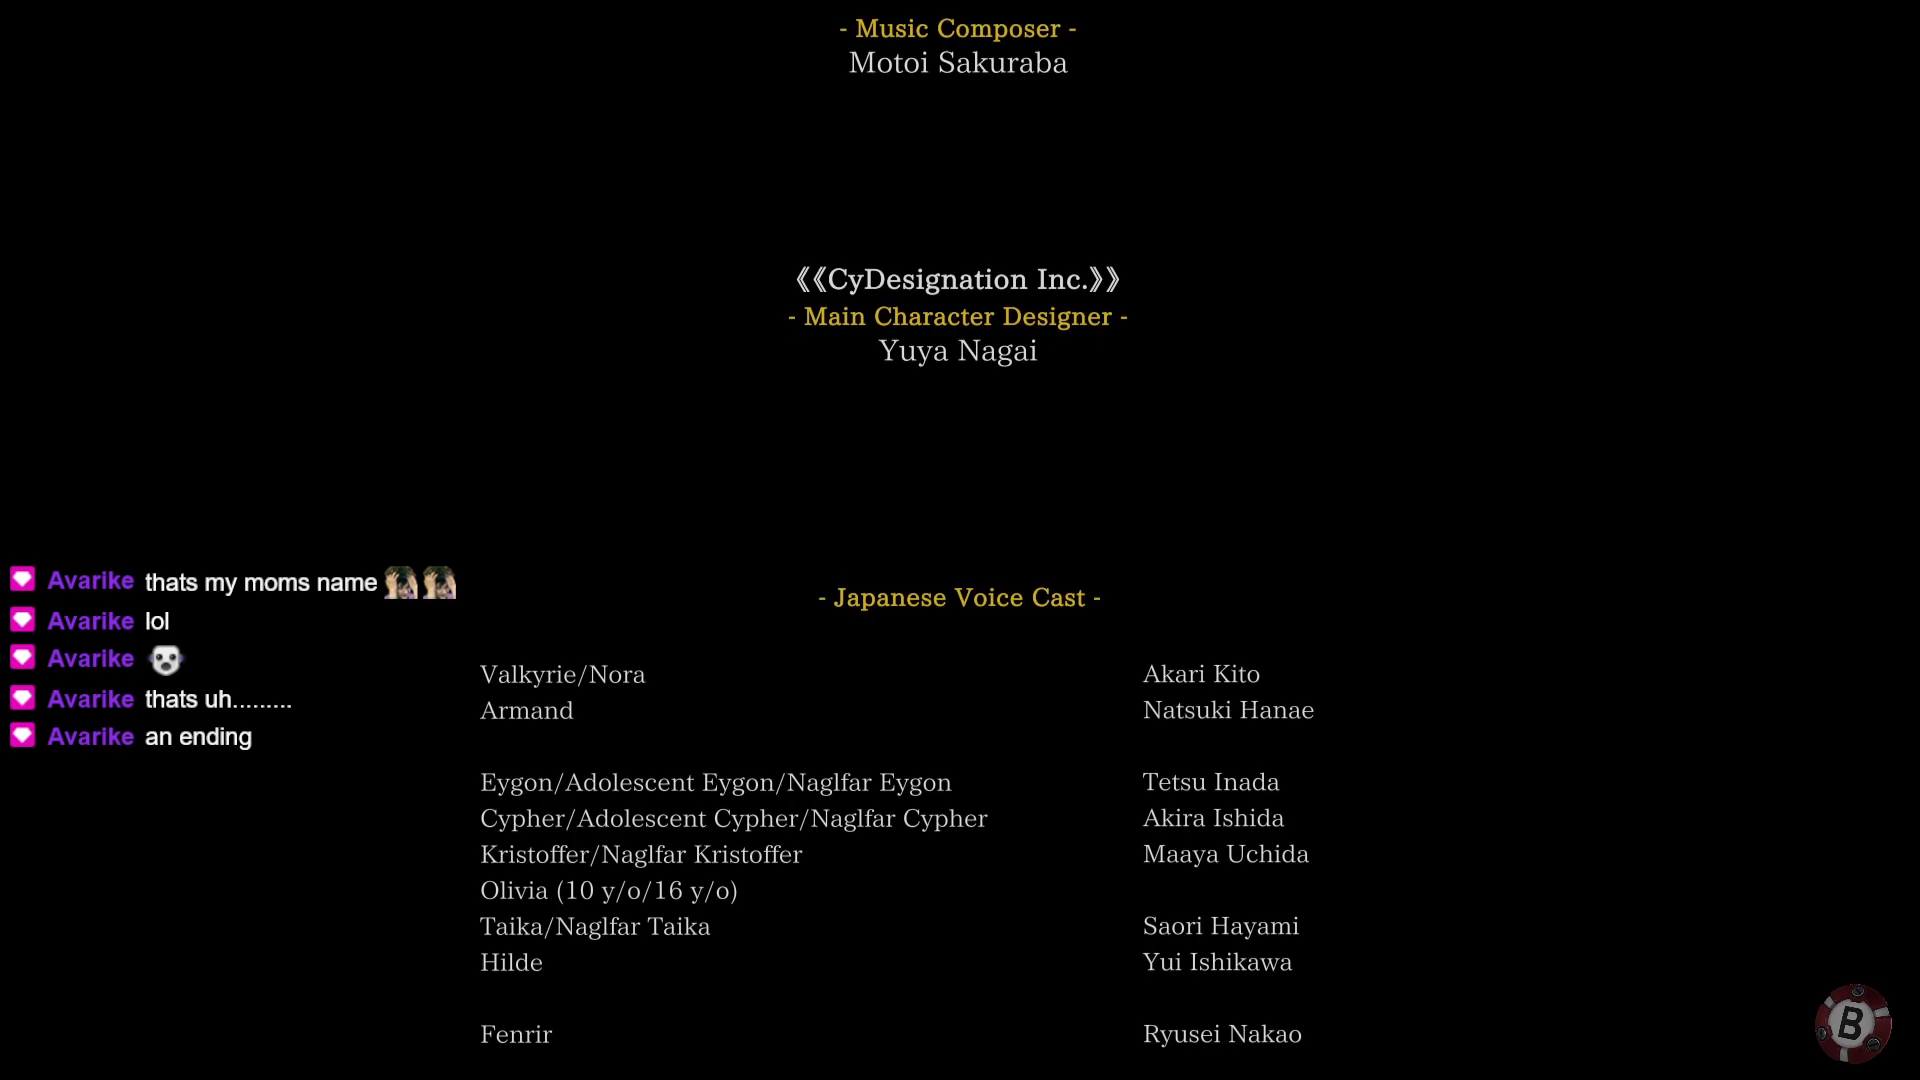 - Music Composer -
Motoi Sakuraba
《《CyDesignation Inc.》》
- Main Character Designer -
Yuya Nagai
Avarike thats my moms name
Avarike lol
Avarike
Avarike thats uh.........
Avarike an ending
- Japanese Voice Cast -
Valkyrie/Nora Akari Kito
Armand Natsuki Hanae
Eygon/Adolescent Eygon/Naglfar Eygon Tetsu Inada
Cypher/Adolescent Cypher/Naglfar Cypher Akira Ishida
Kristoffer/Naglfar Kristoffer Maaya Uchida
Olivia (10 y/o/16 y/o)
Taika/Naglfar Taika Saori Hayami
Hilde Yui Ishikawa
Fenrir Ryusei Nakao
B